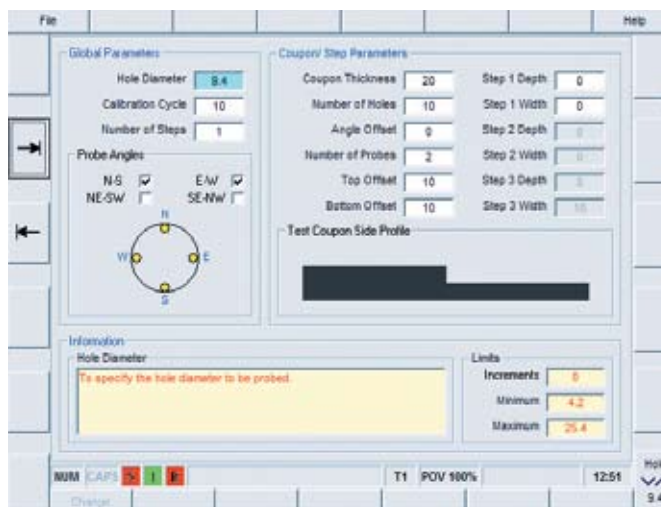 File Help
Global Parameters
Hole Diameter 9.4
Calibration Cycle 10
Number of Steps 1
Probe Angles
N-S E-W
NE-SW SE-NW
N
W E
S
Coupon/ Step Parameters
Coupon Thickness 20 Step 1 Depth 0
Number of Holes 10 Step 1 Width 0
Angle Offset 0 Step 2 Depth
Number of Probes 2 Step 2 Width
Top Offset 10 Step 3 Depth
Bottom Offset 10 Step 3 Width
Test Coupon Side Profile
Information
Hole Diameter
To specify the hole diameter to be probed.
Limits
Increments 0
Minimum 4.2
Maximum 25.4
NUM CAPS T1 POV 100% 12:51
Change
9.4